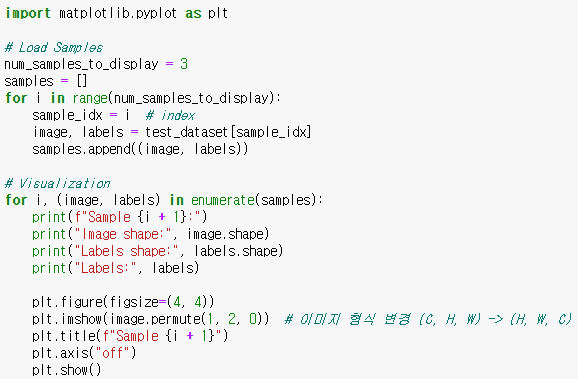 import matplotlib.pyplot as plt

# Load Samples
num_samples_to_display = 3
samples = []
for i in range(num_samples_to_display):
    sample_idx = i  # index
    image, labels = test_dataset[sample_idx]
    samples.append((image, labels))

# Visualization
for i, (image, labels) in enumerate(samples):
    print(f"Sample {i + 1}:")
    print("Image shape:", image.shape)
    print("Labels shape:", labels.shape)
    print("Labels:", labels)

    plt.figure(figsize=(4, 4))
    plt.imshow(image.permute(1, 2, 0))  # 이미지 형식 변경 (C, H, W) -> (H, W, C)
    plt.title(f"Sample {i + 1}")
    plt.axis("off")
    plt.show()